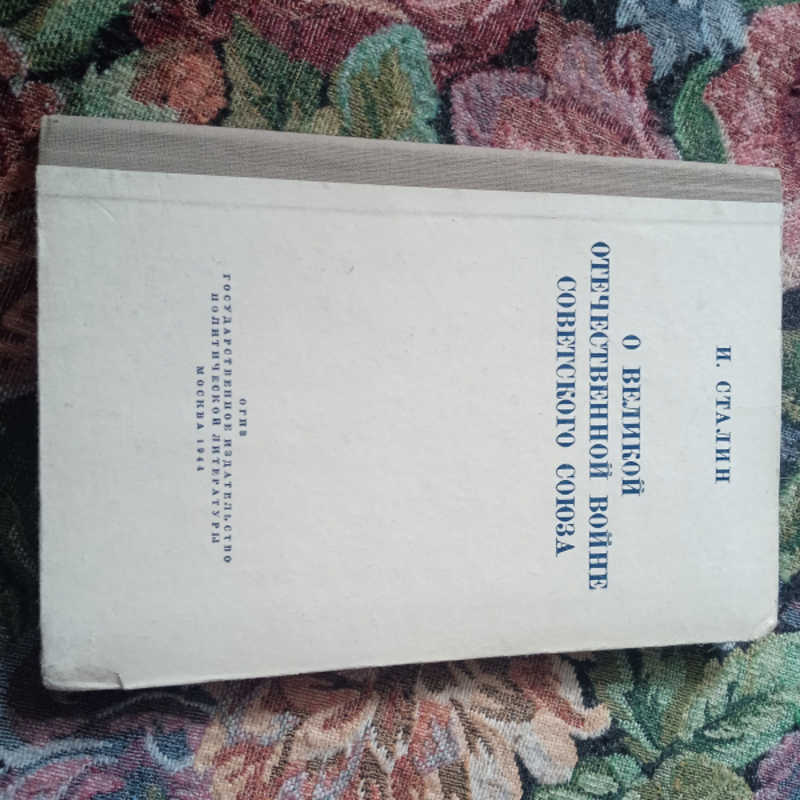 И. СТАЛИН
О ВЕЛИКОЙ
ОТЕЧЕСТВЕННОЙ ВОЙНЕ
СОВЕТСКОГО СОЮЗА
ОГИЗ
ГОСУДАРСТВЕННОЕ ИЗДАТЕЛЬСТВО
ПОЛИТИЧЕСКОЙ ЛИТЕРАТУРЫ
МОСКВА 1944